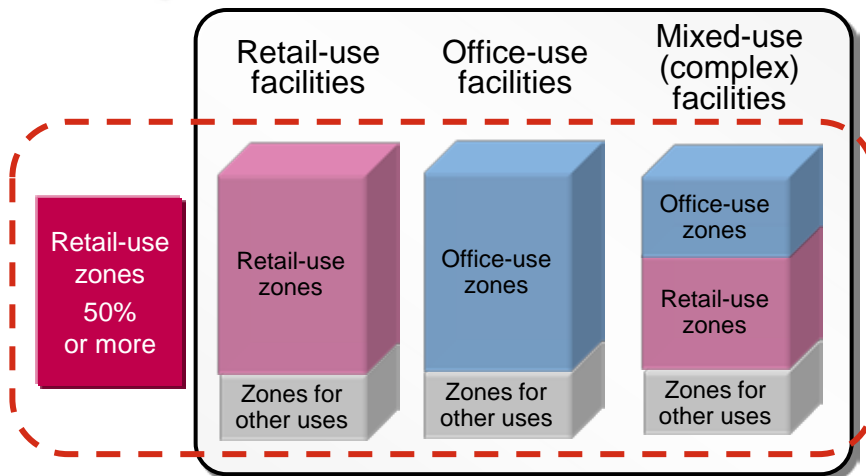 Retail-use
facilities
Office-use
facilities
Mixed-use
(complex)
facilities
Retail-use
zones
50%
or more
Retail-use
zones
Zones for
other uses
Office-use
zones
Zones for
other uses
Office-use
zones
Retail-use
zones
Zones for
other uses